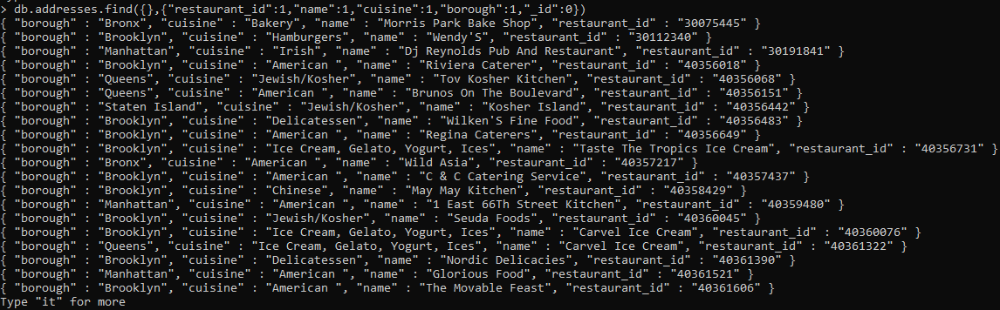 > db.addresses.find({},{"restaurant_id":1,"name":1,"cuisine":1,"borough":1,"_id":0})
{ "borough" : "Bronx", "cuisine" : "Bakery", "name" : "Morris Park Bake Shop", "restaurant_id" : "30075445" }
{ "borough" : "Brooklyn", "cuisine" : "Hamburgers", "name" : "Wendy'S", "restaurant_id" : "30112340" }
{ "borough" : "Manhattan", "cuisine" : "Irish", "name" : "Dj Reynolds Pub And Restaurant", "restaurant_id" : "30191841" }
{ "borough" : "Brooklyn", "cuisine" : "American ", "name" : "Riviera Caterer", "restaurant_id" : "40356018" }
{ "borough" : "Queens", "cuisine" : "Jewish/Kosher", "name" : "Tov Kosher Kitchen", "restaurant_id" : "40356068" }
{ "borough" : "Queens", "cuisine" : "American ", "name" : "Brunos On The Boulevard", "restaurant_id" : "40356151" }
{ "borough" : "Staten Island", "cuisine" : "Jewish/Kosher", "name" : "Kosher Island", "restaurant_id" : "40356442" }
{ "borough" : "Brooklyn", "cuisine" : "Delicatessen", "name" : "Wilken'S Fine Food", "restaurant_id" : "40356483" }
{ "borough" : "Brooklyn", "cuisine" : "American ", "name" : "Regina Caterers", "restaurant_id" : "40356649" }
{ "borough" : "Brooklyn", "cuisine" : "Ice Cream, Gelato, Yogurt, Ices", "name" : "Taste The Tropics Ice Cream", "restaurant_id" : "40356731" }
{ "borough" : "Bronx", "cuisine" : "American ", "name" : "Wild Asia", "restaurant_id" : "40357217" }
{ "borough" : "Brooklyn", "cuisine" : "American ", "name" : "C & C Catering Service", "restaurant_id" : "40357437" }
{ "borough" : "Brooklyn", "cuisine" : "Chinese", "name" : "May May Kitchen", "restaurant_id" : "40358429" }
{ "borough" : "Manhattan", "cuisine" : "American ", "name" : "1 East 66Th Street Kitchen", "restaurant_id" : "40359480" }
{ "borough" : "Brooklyn", "cuisine" : "Jewish/Kosher", "name" : "Seuda Foods", "restaurant_id" : "40360045" }
{ "borough" : "Brooklyn", "cuisine" : "Ice Cream, Gelato, Yogurt, Ices", "name" : "Carvel Ice Cream", "restaurant_id" : "40360076" }
{ "borough" : "Queens", "cuisine" : "Ice Cream, Gelato, Yogurt, Ices", "name" : "Carvel Ice Cream", "restaurant_id" : "40361322" }
{ "borough" : "Brooklyn", "cuisine" : "Delicatessen", "name" : "Nordic Delicacies", "restaurant_id" : "40361390" }
{ "borough" : "Manhattan", "cuisine" : "American ", "name" : "Glorious Food", "restaurant_id" : "40361521" }
{ "borough" : "Brooklyn", "cuisine" : "American ", "name" : "The Movable Feast", "restaurant_id" : "40361606" }
Type "it" for more